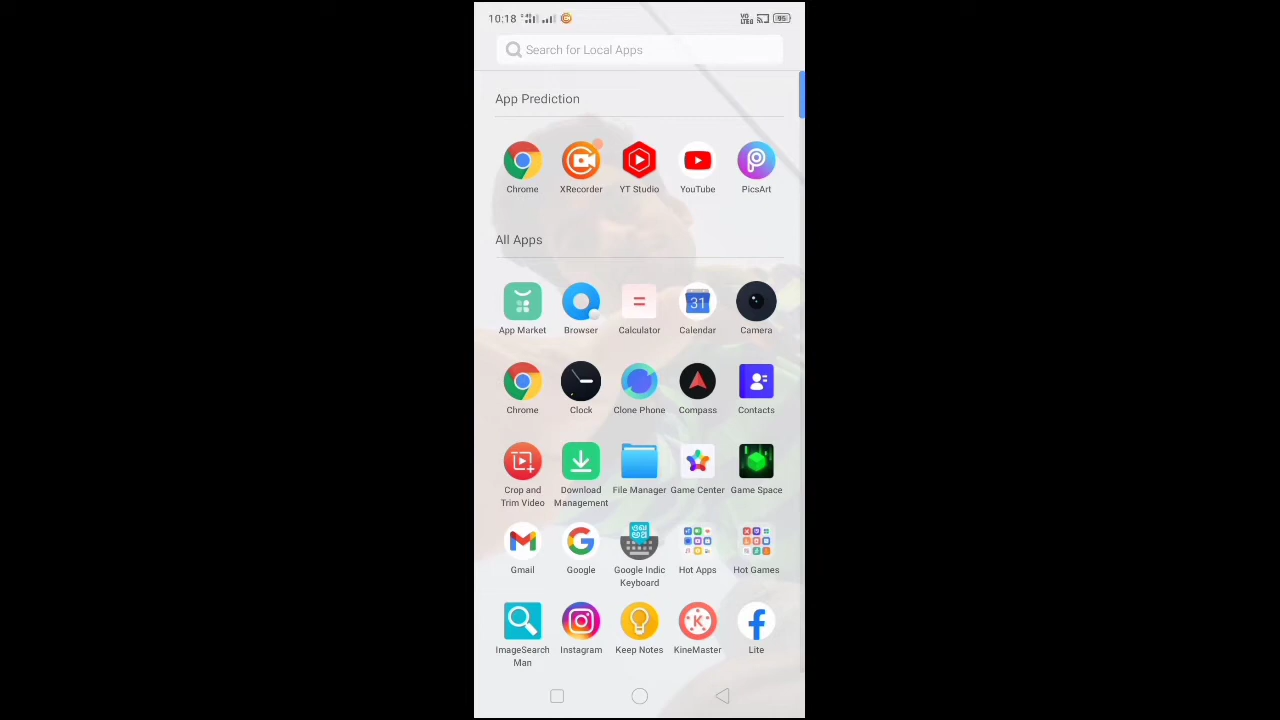 10:18
VO LTE 95
Search for Local Apps
App Prediction
Chrome XRecorder YT Studio YouTube PicsArt
All Apps
31
App Market Browser Calculator Calendar Camera
Chrome Clock Clone Phone Compass Contacts
Crop and Trim Video Download Management File Manager Game Center Game Space
Gmail Google Google Indic Keyboard Hot Apps Hot Games
ImageSearch Man Instagram Keep Notes KineMaster Lite